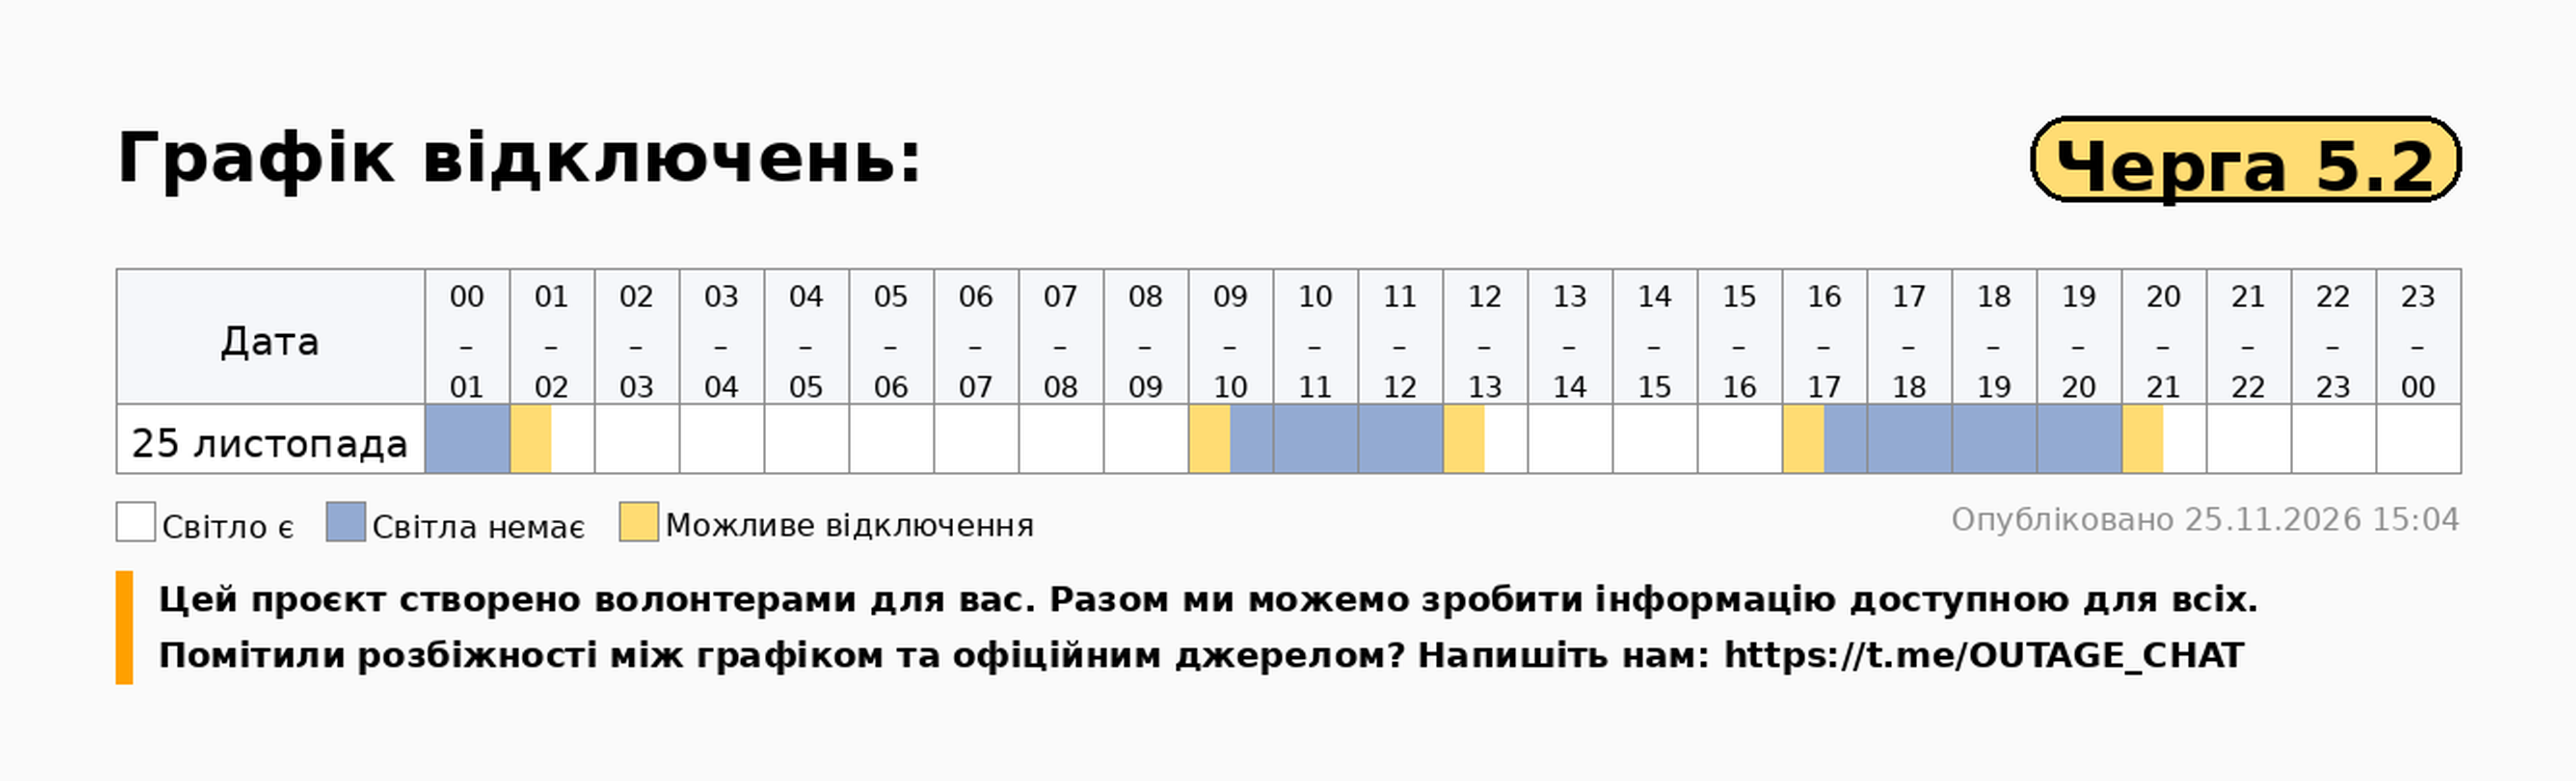 Графік відключень:
Черга 5.2
Дата 00 – 01 01 – 02 02 – 03 03 – 04 04 – 05 05 – 06 06 – 07 07 – 08 08 – 09 09 – 10 10 – 11 11 – 12 12 – 13 13 – 14 14 – 15 15 – 16 16 – 17 17 – 18 18 – 19 19 – 20 20 – 21 21 – 22 22 – 23 23 – 00
25 листопада
Світло є Світла немає Можливе відключення
Опубліковано 25.11.2026 15:04
Цей проєкт створено волонтерами для вас. Разом ми можемо зробити інформацію доступною для всіх.
Помітили розбіжності між графіком та офіційним джерелом? Напишіть нам: https://t.me/OUTAGE_CHAT